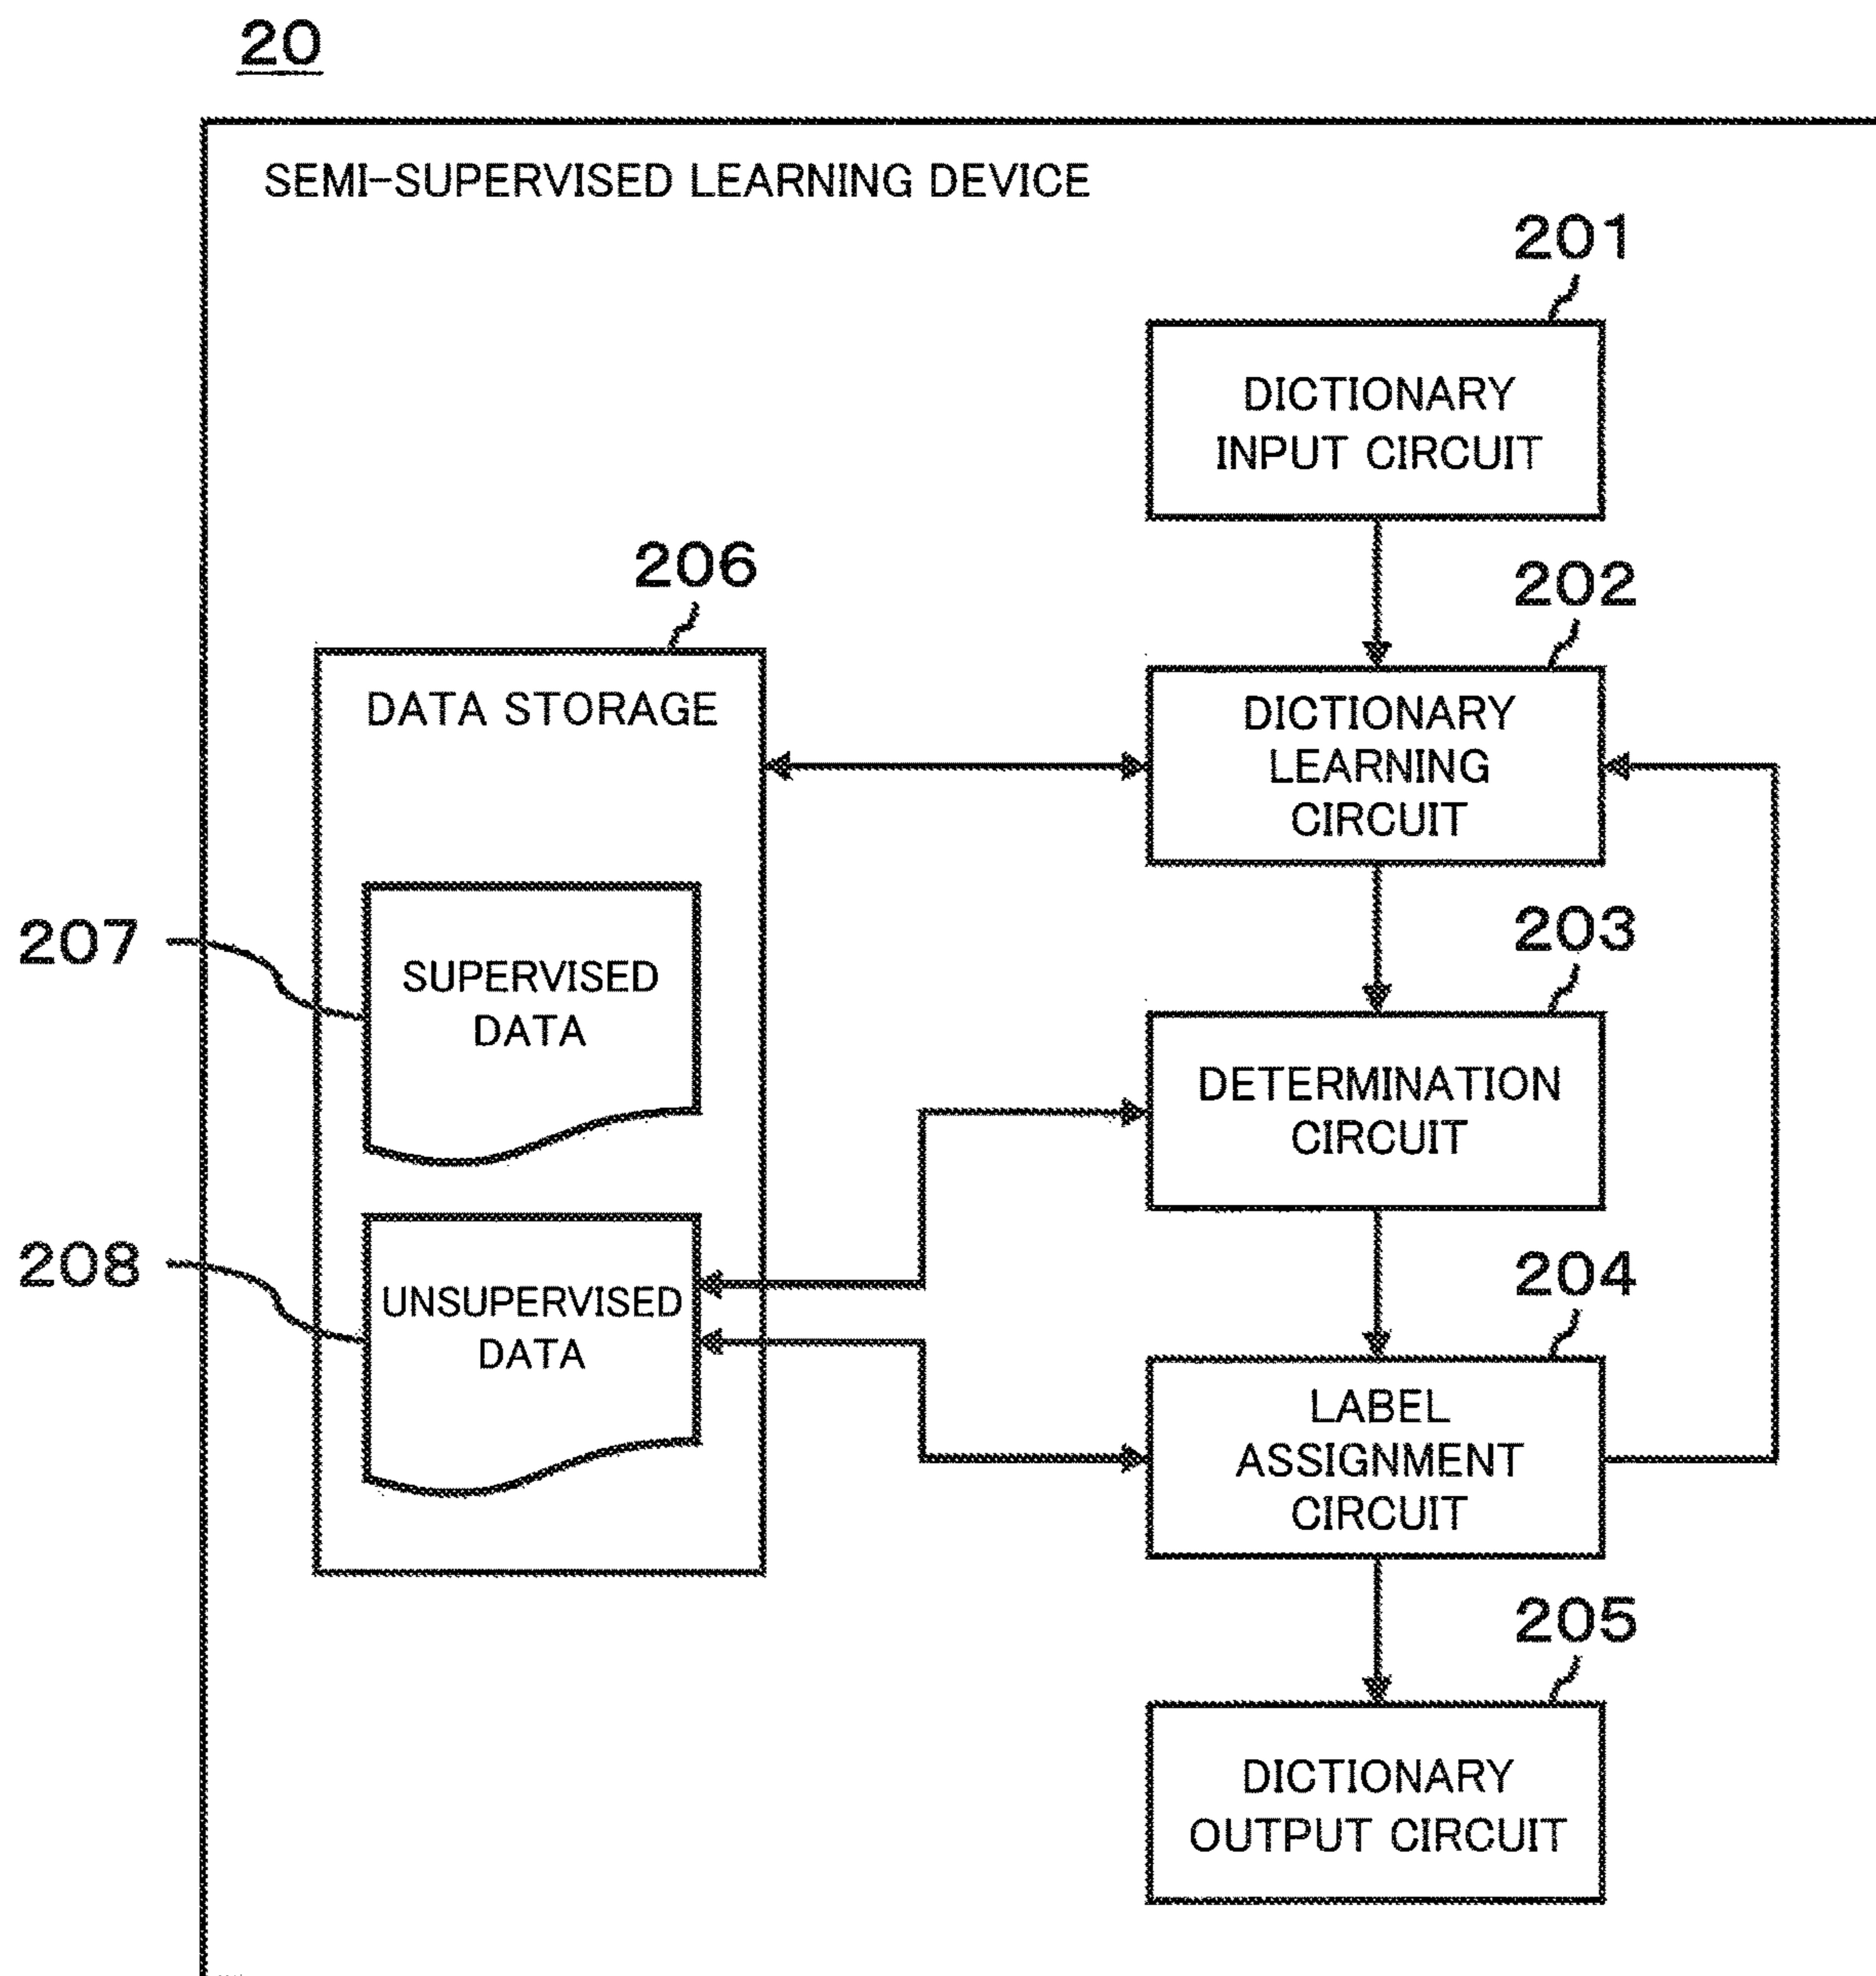 20
SEMI-SUPERVISED LEARNING DEVICE
201
DICTIONARY
INPUT CIRCUIT
206
202
DATA STORAGE
DICTIONARY
LEARNING
CIRCUIT
207
SUPERVISED
DATA
203
DETERMINATION
CIRCUIT
208
UNSUPERVISED
DATA
204
LABEL
ASSIGNMENT
CIRCUIT
205
DICTIONARY
OUTPUT CIRCUIT